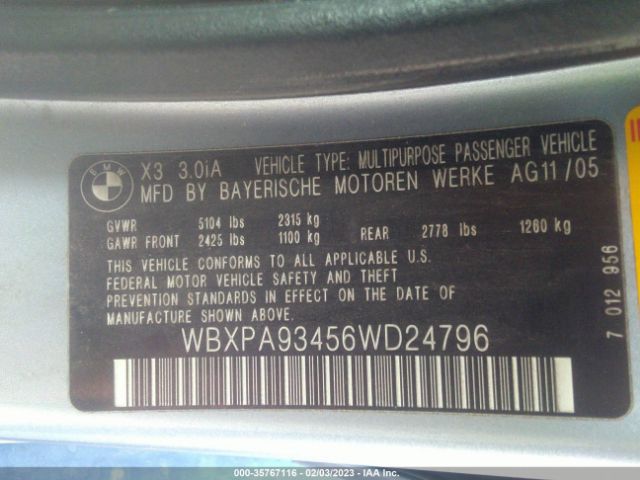 BMW
X3 3.0iA VEHICLE TYPE: MULTIPURPOSE PASSENGER VEHICLE
MFD BY BAYERISCHE MOTOREN WERKE AG11/05
GVWR 5104 lbs 2315 kg
GAWR FRONT 2425 lbs 1100 kg REAR 2778 lbs 1260 kg
THIS VEHICLE CONFORMS TO ALL APPLICABLE U.S.
FEDERAL MOTOR VEHICLE SAFETY AND THEFT
PREVENTION STANDARDS IN EFFECT ON THE DATE OF
MANUFACTURE SHOWN ABOVE.
WBXPA93456WD24796
7 012 956
000-35767116 - 02/03/2023 - IAA Inc.